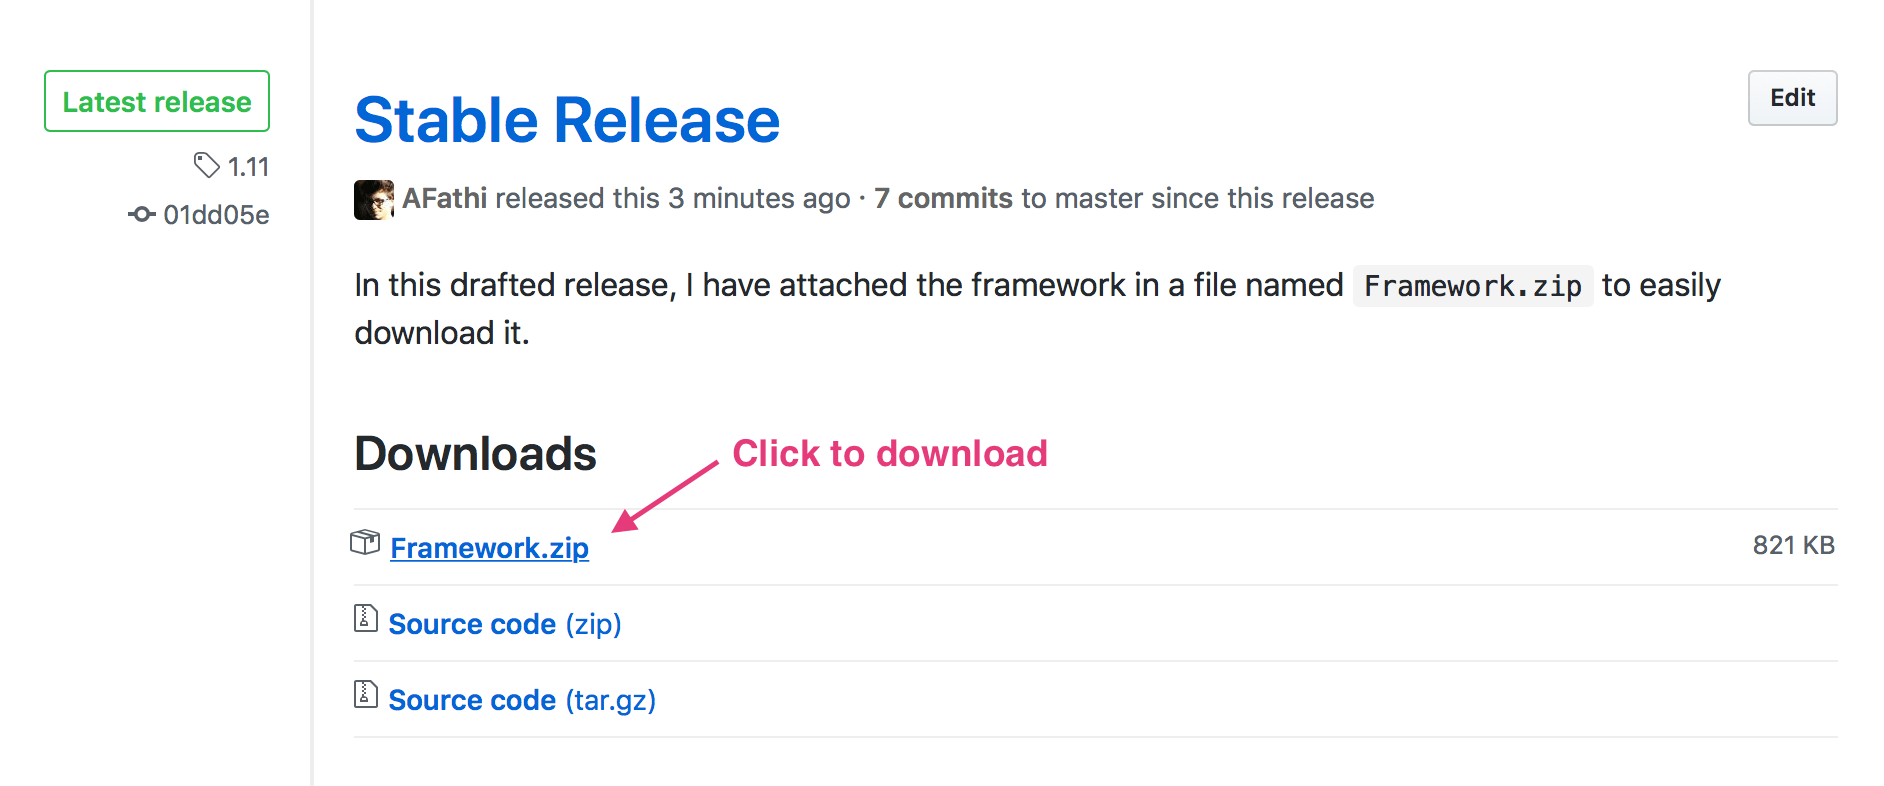 Latest release
1.11
01dd05e
Stable Release
Edit
AFathi released this 3 minutes ago · 7 commits to master since this release
In this drafted release, I have attached the framework in a file named Framework.zip to easily
download it.
Downloads
Click to download
Framework.zip
821 KB
Source code (zip)
Source code (tar.gz)